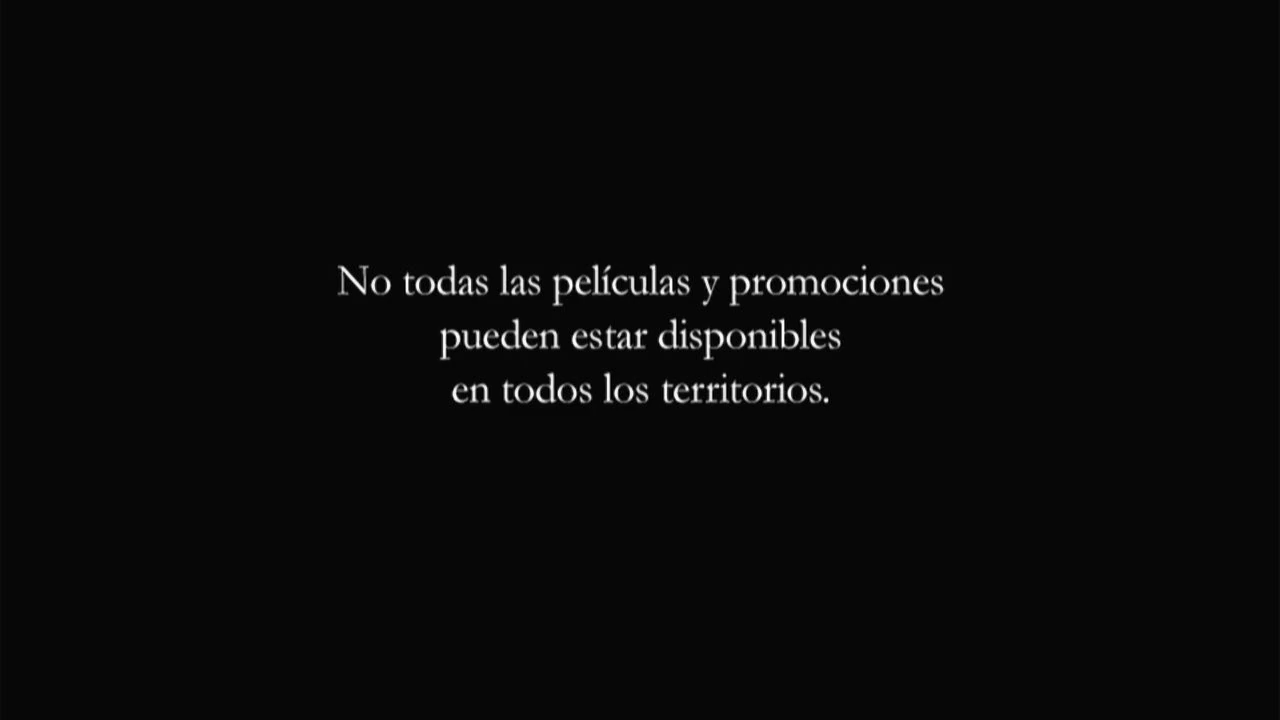 No todas las películas y promociones
pueden estar disponibles
en todos los territorios.